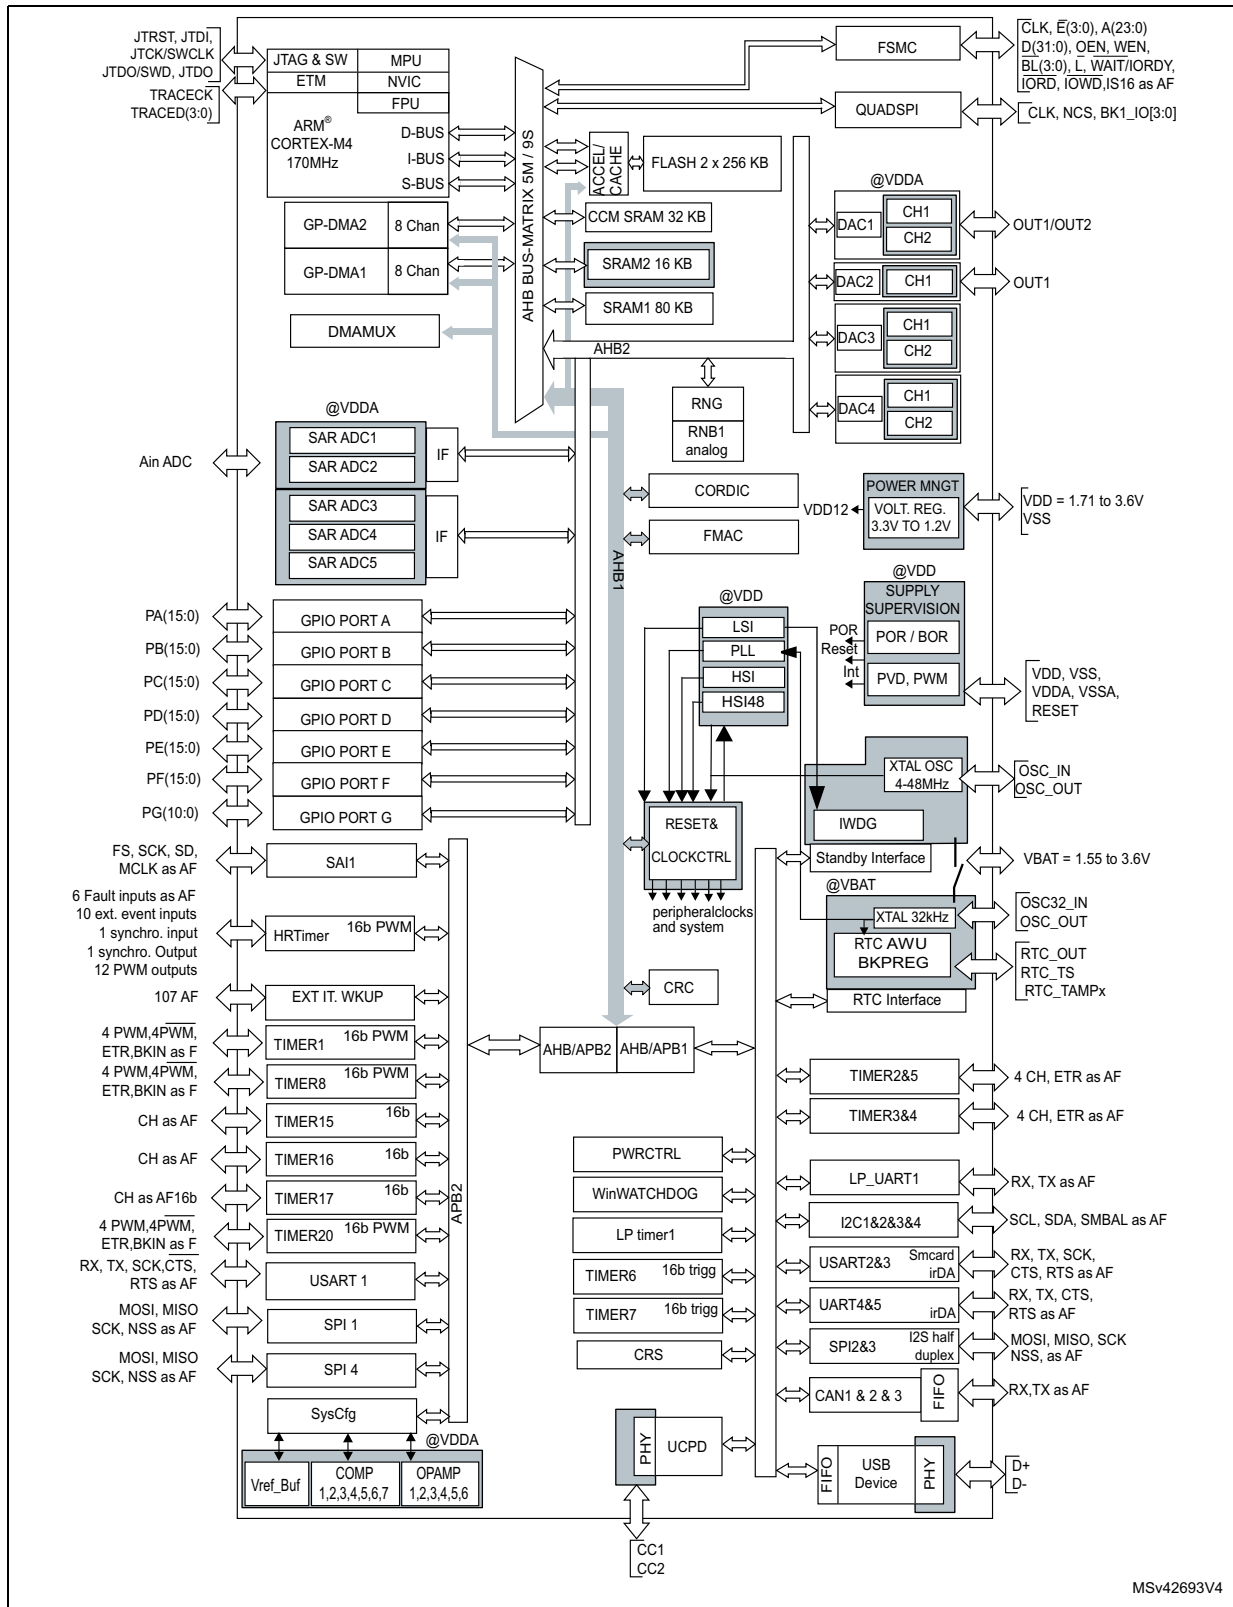 JTRST, JTDI,
JTCK/SWCLK
JTDO/SWD, JTDO
TRACECK
TRACED(3:0)
JTAG & SW
MPU
ETM
NVIC
FPU
ARM®
CORTEX-M4
170MHz
D-BUS
I-BUS
S-BUS
GP-DMA2
8 Chan
GP-DMA1
8 Chan
DMAMUX
AHB BUS-MATRIX 5M / 9S
ACCEL/
CACHE
FLASH 2 x 256 KB
CCM SRAM 32 KB
SRAM2 16 KB
SRAM1 80 KB
AHB2
FSMC
CLK, E(3:0), A(23:0)
D(31:0), OEN, WEN,
BL(3:0), L, WAIT/IORDY,
IORD, IOWD,IS16 as AF
QUADSPI
CLK, NCS, BK1_IO[3:0]
@VDDA
DAC1
CH1
CH2
OUT1/OUT2
DAC2
CH1
OUT1
DAC3
CH1
CH2
DAC4
CH1
CH2
RNG
RNB1
analog
@VDDA
SAR ADC1
SAR ADC2
IF
Ain ADC
SAR ADC3
SAR ADC4
SAR ADC5
IF
CORDIC
FMAC
AHB1
POWER MNGT
VOLT. REG.
3.3V TO 1.2V
VDD12
VDD = 1.71 to 3.6V
VSS
@VDD
SUPPLY
SUPERVISION
POR / BOR
PVD, PWM
POR
Reset
Int
VDD, VSS,
VDDA, VSSA,
RESET
@VDD
LSI
PLL
HSI
HSI48
PA(15:0)
GPIO PORT A
PB(15:0)
GPIO PORT B
PC(15:0)
GPIO PORT C
PD(15:0)
GPIO PORT D
PE(15:0)
GPIO PORT E
PF(15:0)
GPIO PORT F
PG(10:0)
GPIO PORT G
XTAL OSC
4-48MHz
OSC_IN
OSC_OUT
IWDG
Standby Interface
VBAT = 1.55 to 3.6V
RESET&
CLOCKCTRL
peripheralclocks
and system
@VBAT
XTAL 32kHz
OSC32_IN
OSC_OUT
RTC AWU
BKPREG
RTC_OUT
RTC_TS
RTC_TAMPx
RTC Interface
CRC
AHB/APB2
AHB/APB1
FS, SCK, SD,
MCLK as AF
SAI1
6 Fault inputs as AF
10 ext. event inputs
1 synchro. input
1 synchro. Output
12 PWM outputs
HRTimer
16b PWM
107 AF
EXT IT. WKUP
4 PWM,4PWM,
ETR,BKIN as F
TIMER1
16b PWM
4 PWM,4PWM,
ETR,BKIN as F
TIMER8
16b PWM
CH as AF
TIMER15
16b
CH as AF
TIMER16
16b
CH as AF16b
TIMER17
16b
4 PWM,4PWM,
ETR,BKIN as F
TIMER20
16b PWM
RX, TX, SCK,CTS,
RTS as AF
USART 1
MOSI, MISO
SCK, NSS as AF
SPI 1
MOSI, MISO
SCK, NSS as AF
SPI 4
SysCfg
APB2
@VDDA
Vref_Buf
COMP
1,2,3,4,5,6,7
OPAMP
1,2,3,4,5,6
PWRCTRL
WinWATCHDOG
LP timer1
TIMER6
16b trigg
TIMER7
16b trigg
CRS
PHY
UCPD
CC1
CC2
TIMER2&5
4 CH, ETR as AF
TIMER3&4
4 CH, ETR as AF
LP_UART1
RX, TX as AF
I2C1&2&3&4
SCL, SDA, SMBAL as AF
USART2&3
Smcard
irDA
RX, TX, SCK,
CTS, RTS as AF
UART4&5
irDA
RX, TX, CTS,
RTS as AF
SPI2&3
I2S half
duplex
MOSI, MISO, SCK
NSS, as AF
CAN1 & 2 & 3
FIFO
RX,TX as AF
FIFO
USB
Device
PHY
D+
D-
MSv42693V4